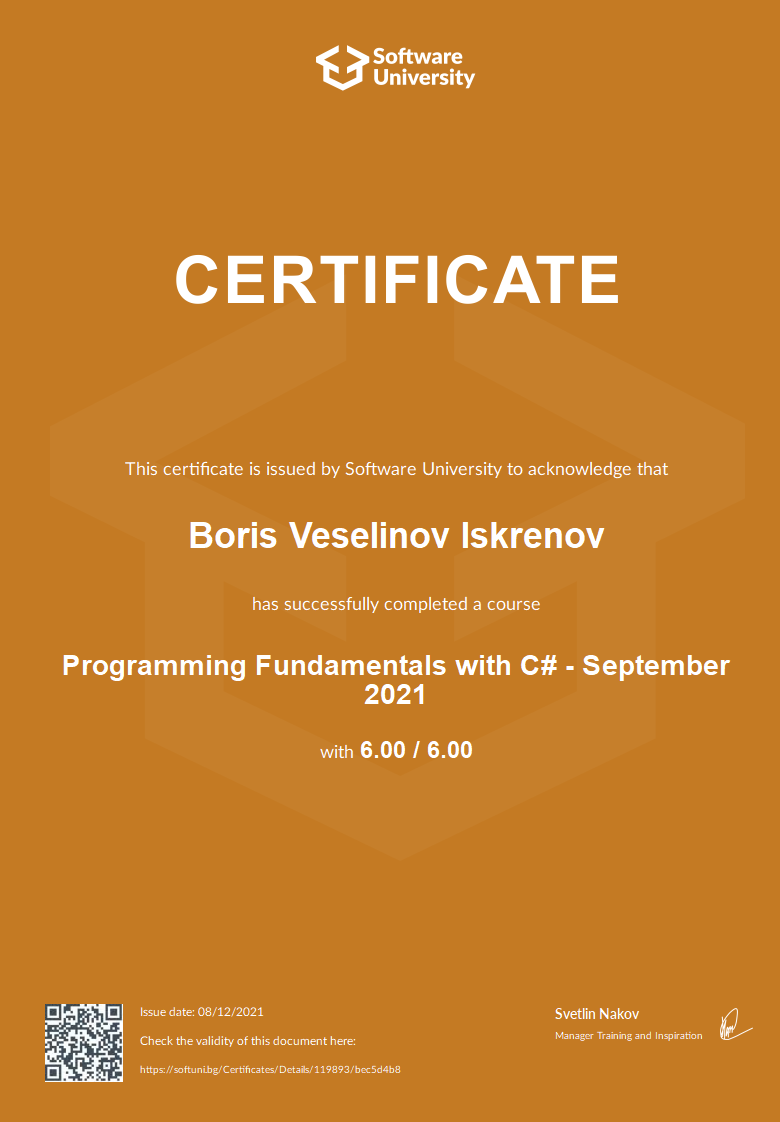 Software
University
CERTIFICATE
This certificate is issued by Software University to acknowledge that
Boris Veselinov Iskrenov
has successfully completed a course
Programming Fundamentals with C# - September
2021
with 6.00 / 6.00
Issue date: 08/12/2021
Check the validity of this document here:
https://softuni.bg/Certificates/Details/119893/bec5d4b8
Svetlin Nakov
Manager Training and Inspiration